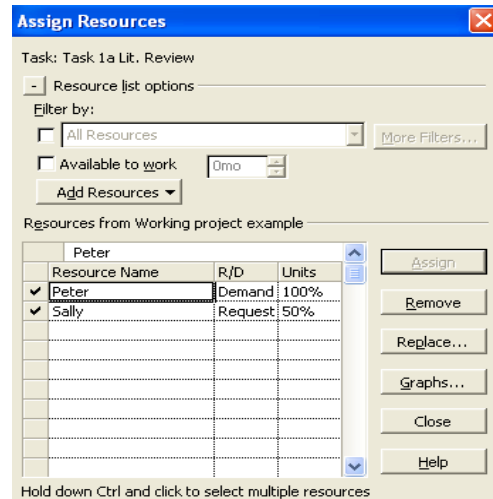 Assign Resources
Task: Task 1a Lit. Review
- Resource list options
Filter by:
All Resources
More Filters...
Available to work 0mo
Add Resources
Resources from Working project example
Peter
Resource Name R/D Units
Peter Demand 100%
Sally Request 50%
Assign
Remove
Replace...
Graphs...
Close
Help
Hold down Ctrl and click to select multiple resources